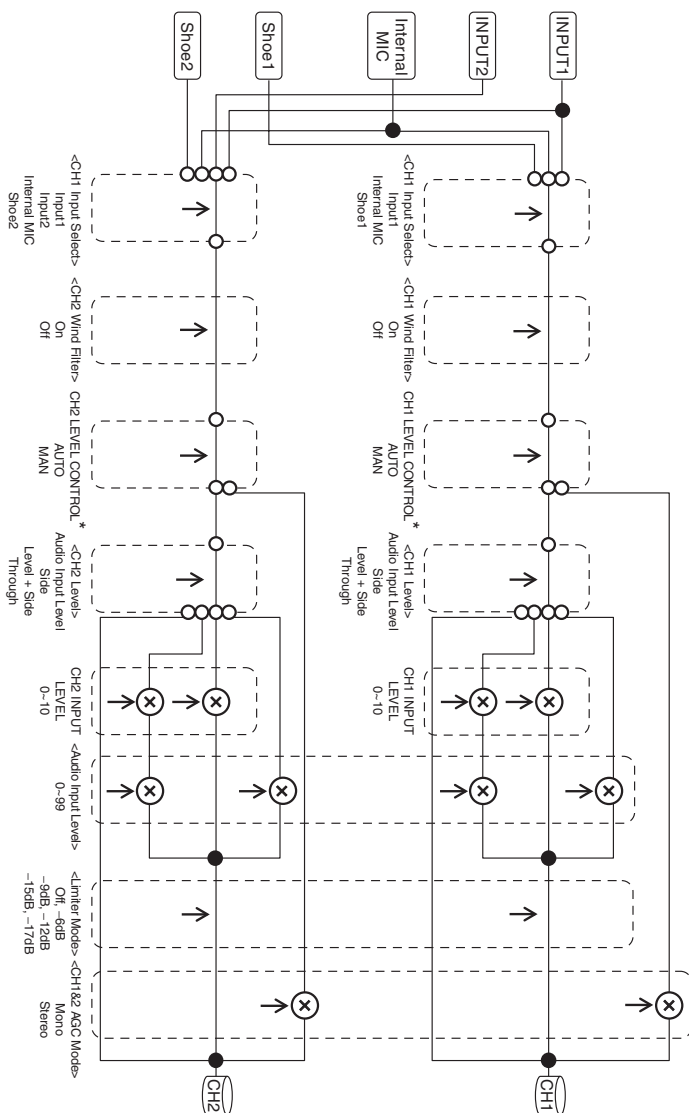 INPUT1
INPUT2
Internal
MIC
Shoe1
Shoe2
<CH1 Input Select>
Input1
Internal MIC
Shoe1
<CH1 Wind Filter>
On
Off
CH1 LEVEL CONTROL*
AUTO
MAN
<CH1 Level>
Audio Input Level
Side
Level + Side
Through
CH1 INPUT
LEVEL
0~10
CH1
<CH1 Input Select>
Input1
Input2
Internal MIC
Shoe2
<CH2 Wind Filter>
On
Off
CH2 LEVEL CONTROL*
AUTO
MAN
<CH2 Level>
Audio Input Level
Side
Level + Side
Through
CH2 INPUT
LEVEL
0~10
<Audio Input Level>
0~99
<Limiter Mode>
Off, −6dB
−9dB, −12dB
−15dB, −17dB
<CH1&2 AGC Mode>
Mono
Stereo
CH2